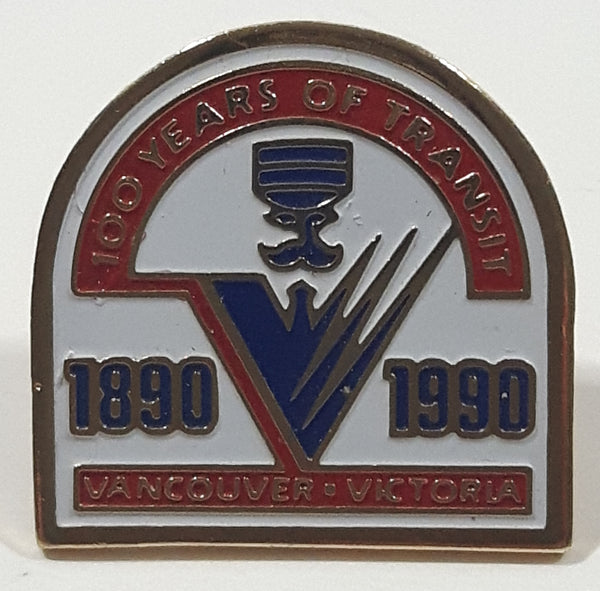 100 YEARS OF TRANSIT
1890 1990
VANCOUVER • VICTORIA